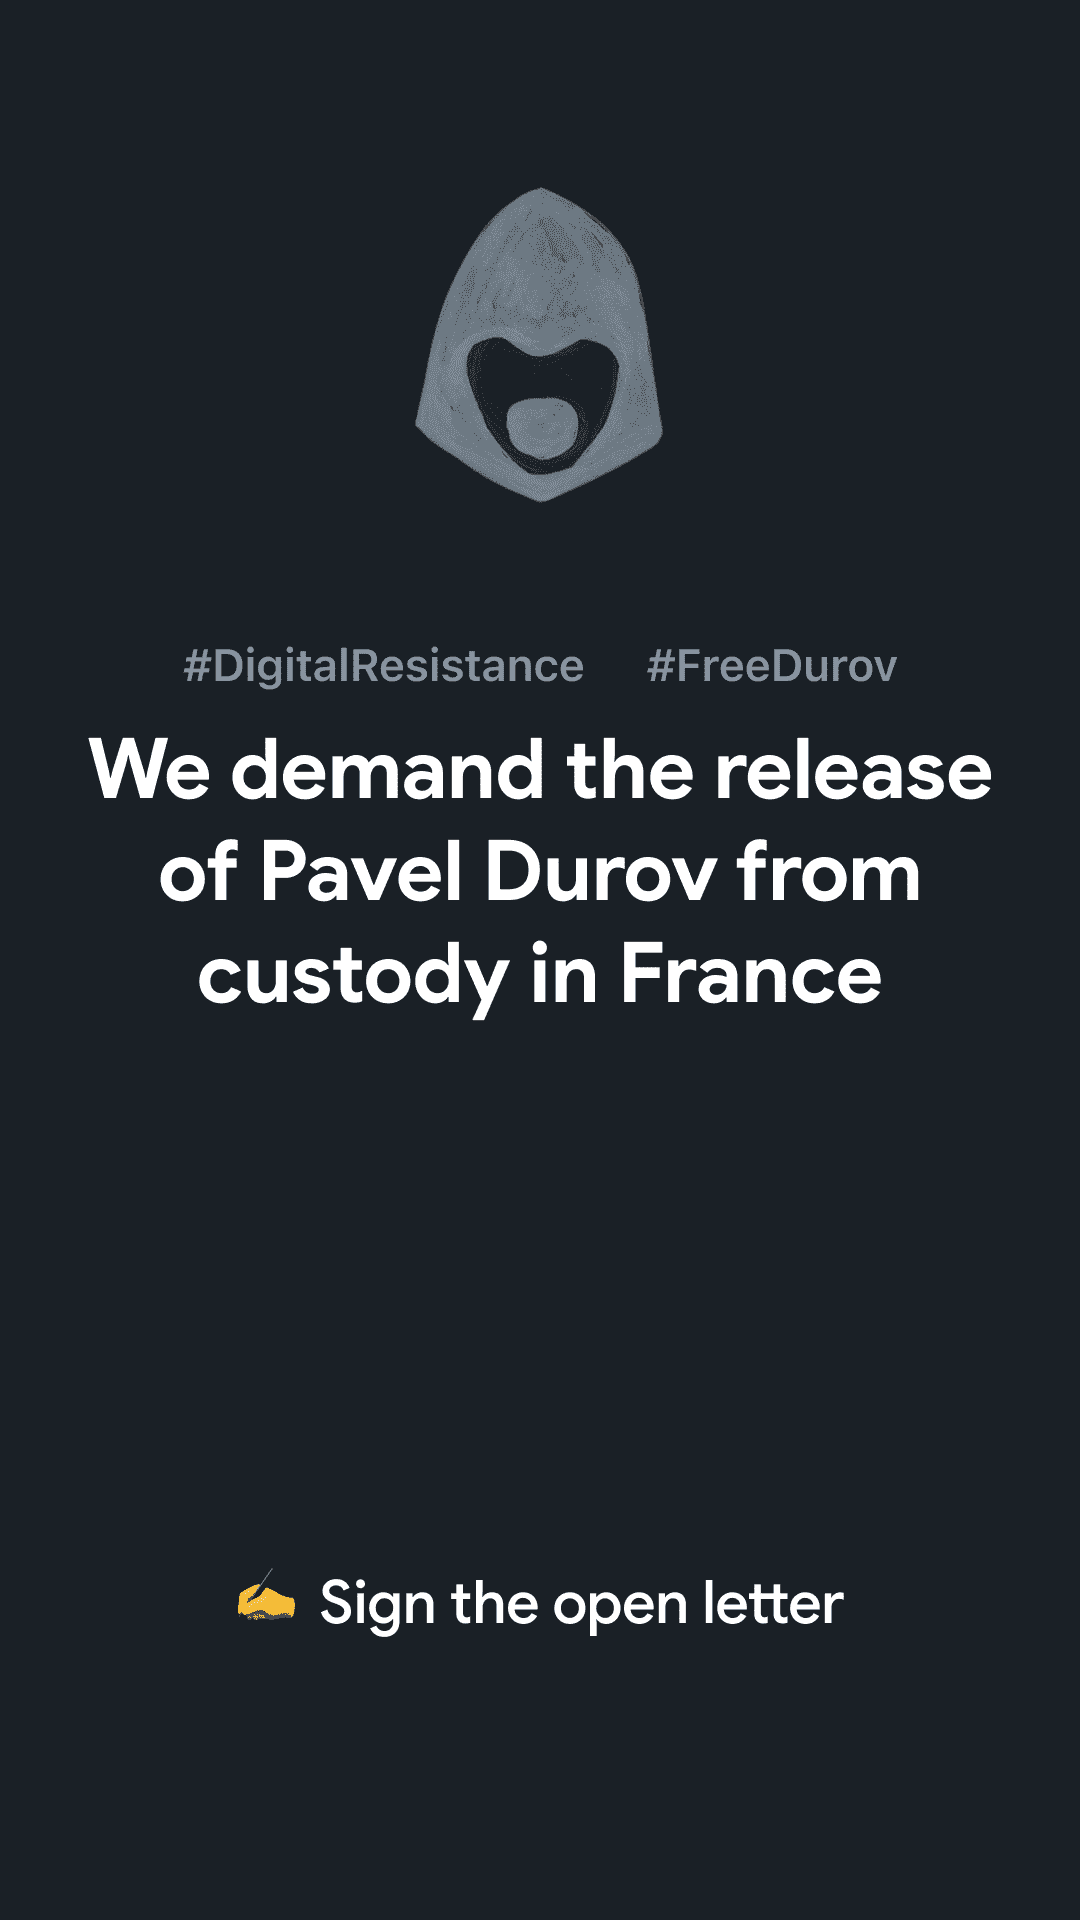 #DigitalResistance #FreeDurov
We demand the release
of Pavel Durov from
custody in France
✍️ Sign the open letter